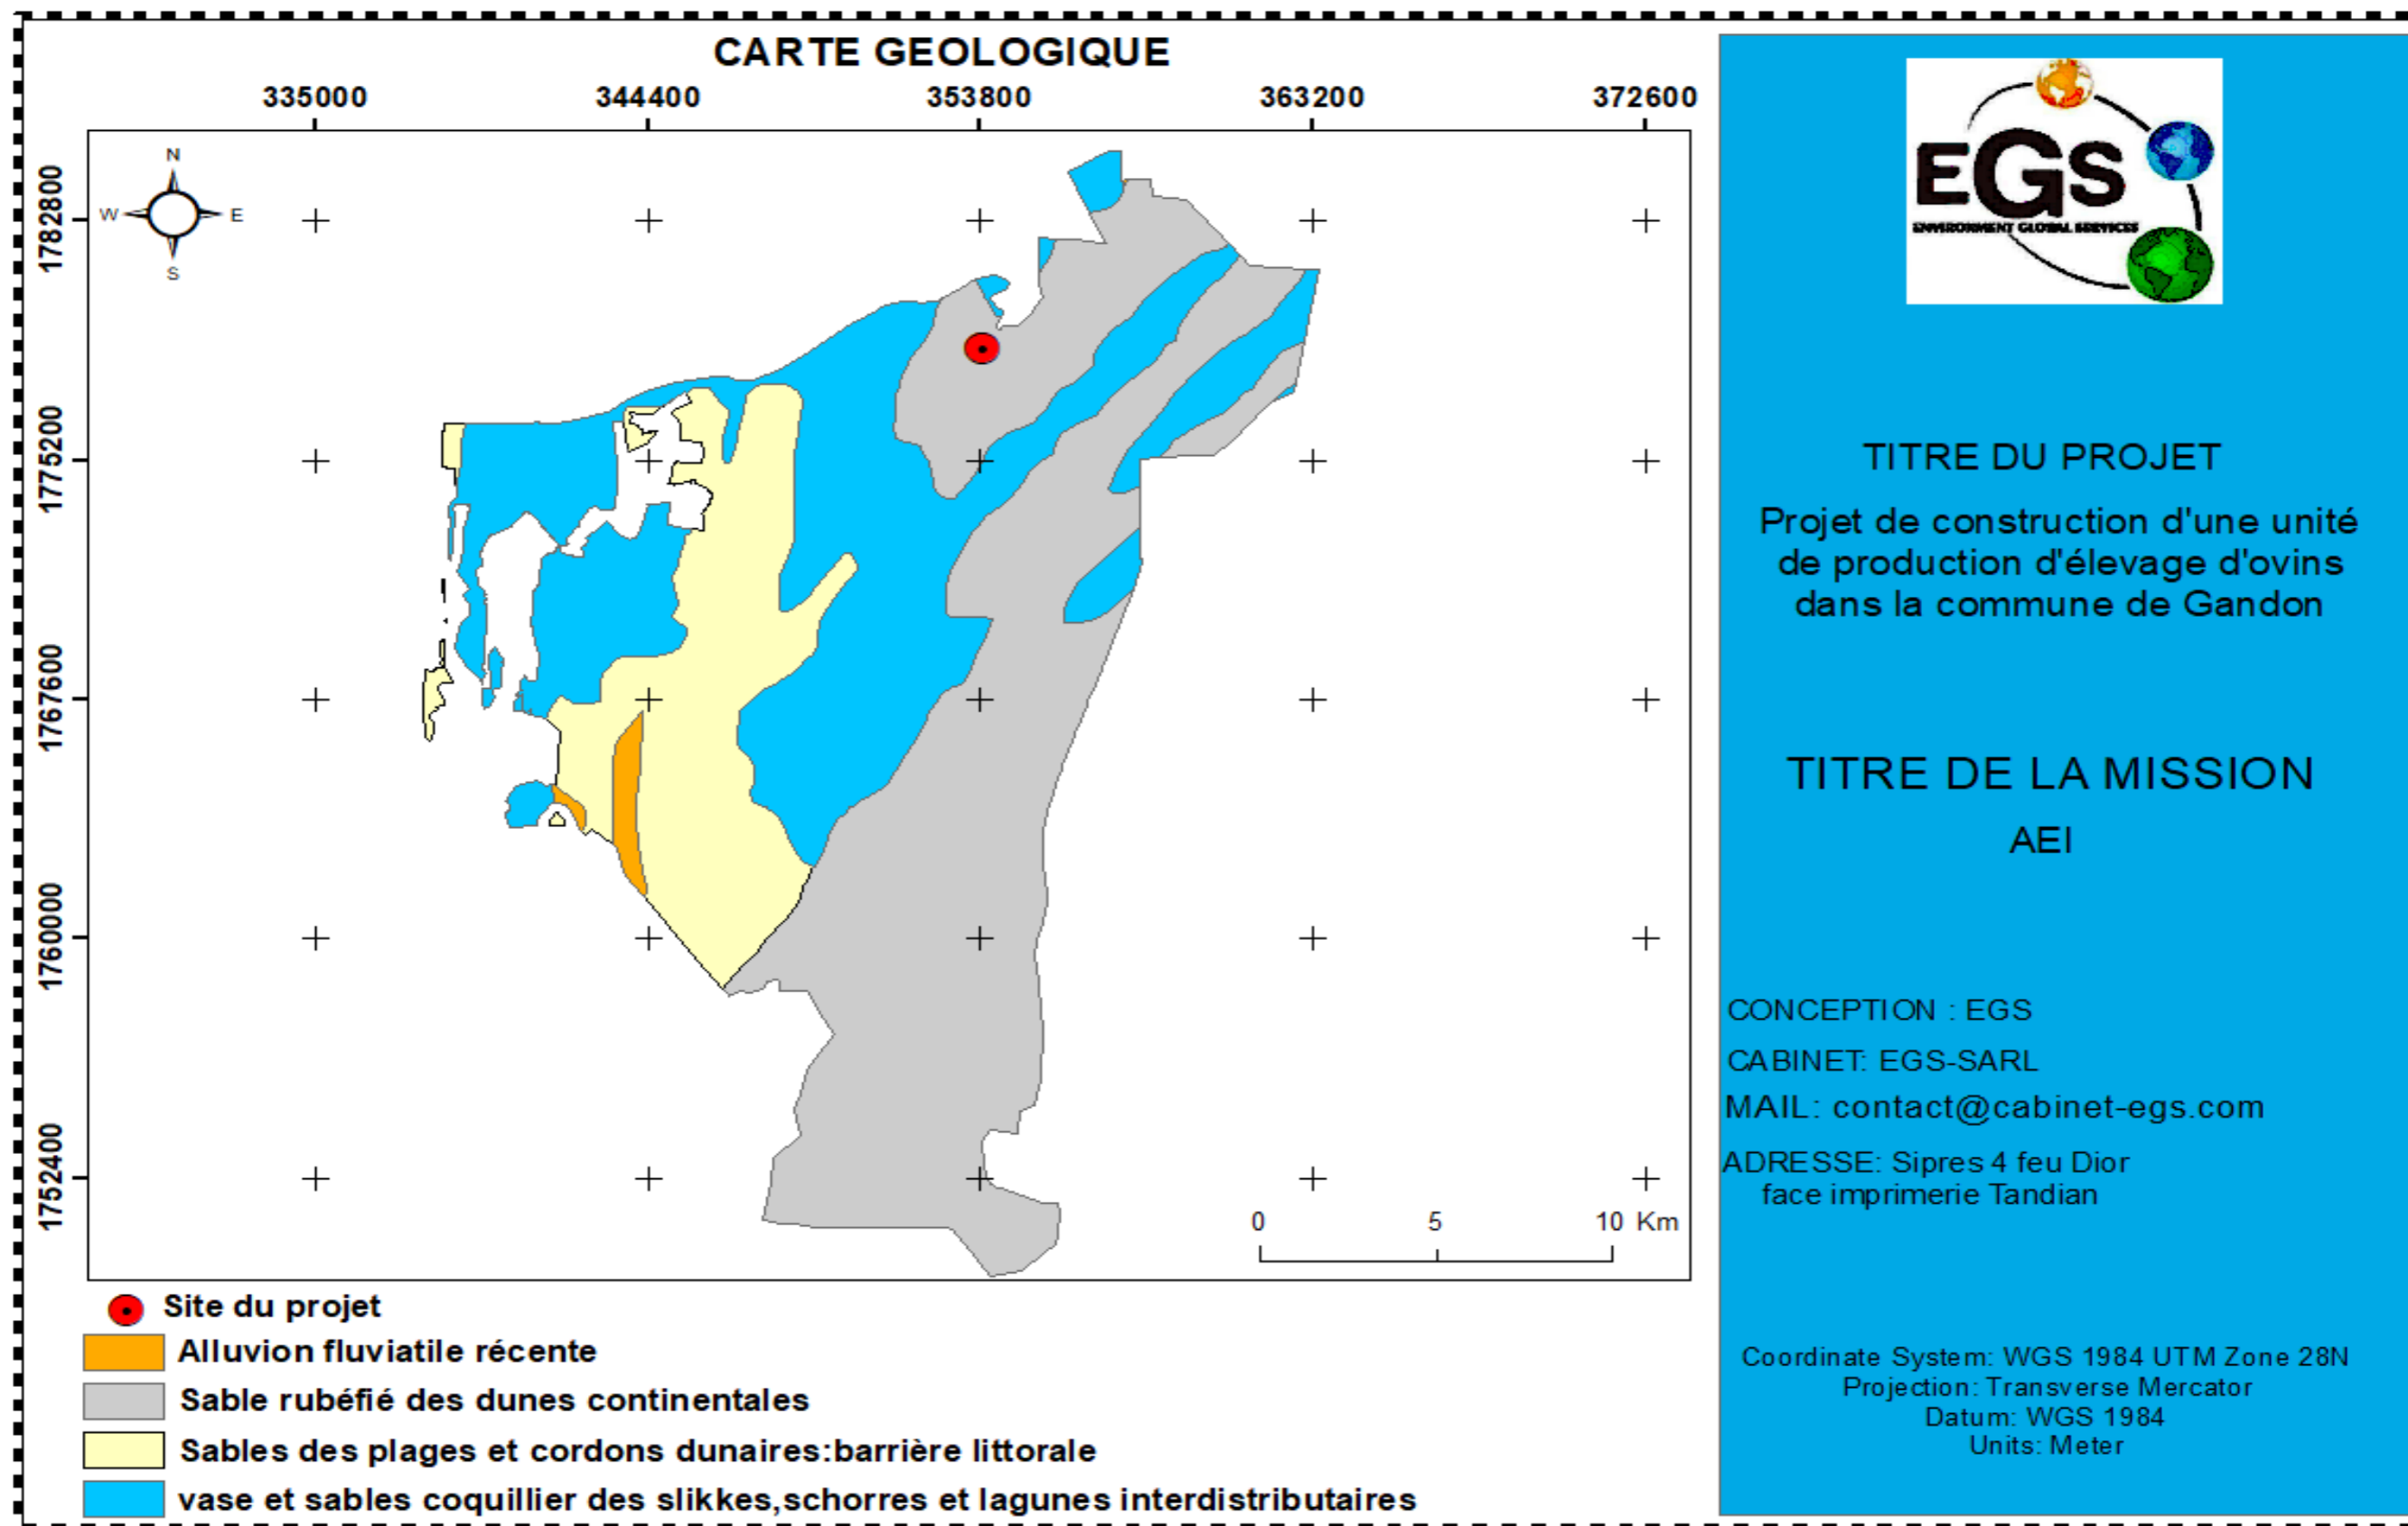 CARTE GEOLOGIQUE
335000 344400 353800 363200 372600
1782800
1775200
1767600
1760000
1752400
N
W E
S
0 5 10 Km
Site du projet
Alluvion fluviatile récente
Sable rubéfié des dunes continentales
Sables des plages et cordons dunaires:barrière littorale
vase et sables coquillier des slikkes,schorres et lagunes interdistributaires
EGS
ENVIRONMENT GLOBAL SERVICES
TITRE DU PROJET
Projet de construction d'une unité
de production d'élevage d'ovins
dans la commune de Gandon
TITRE DE LA MISSION
AEI
CONCEPTION : EGS
CABINET: EGS-SARL
MAIL: contact@cabinet-egs.com
ADRESSE: Sipres 4 feu Dior
face imprimerie Tandian
Coordinate System: WGS 1984 UTM Zone 28N
Projection: Transverse Mercator
Datum: WGS 1984
Units: Meter